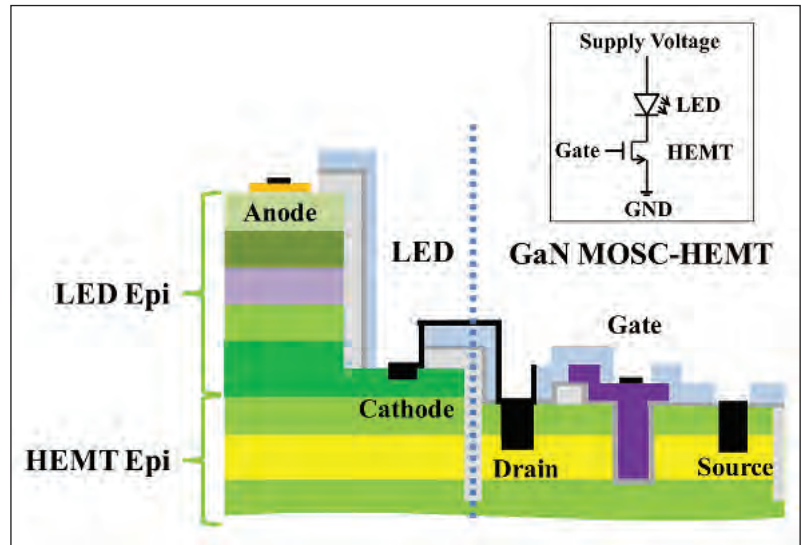 Supply Voltage
LED
Gate
HEMT
GND
Anode
LED
GaN MOSC-HEMT
LED Epi
Gate
Cathode
HEMT Epi
Drain
Source